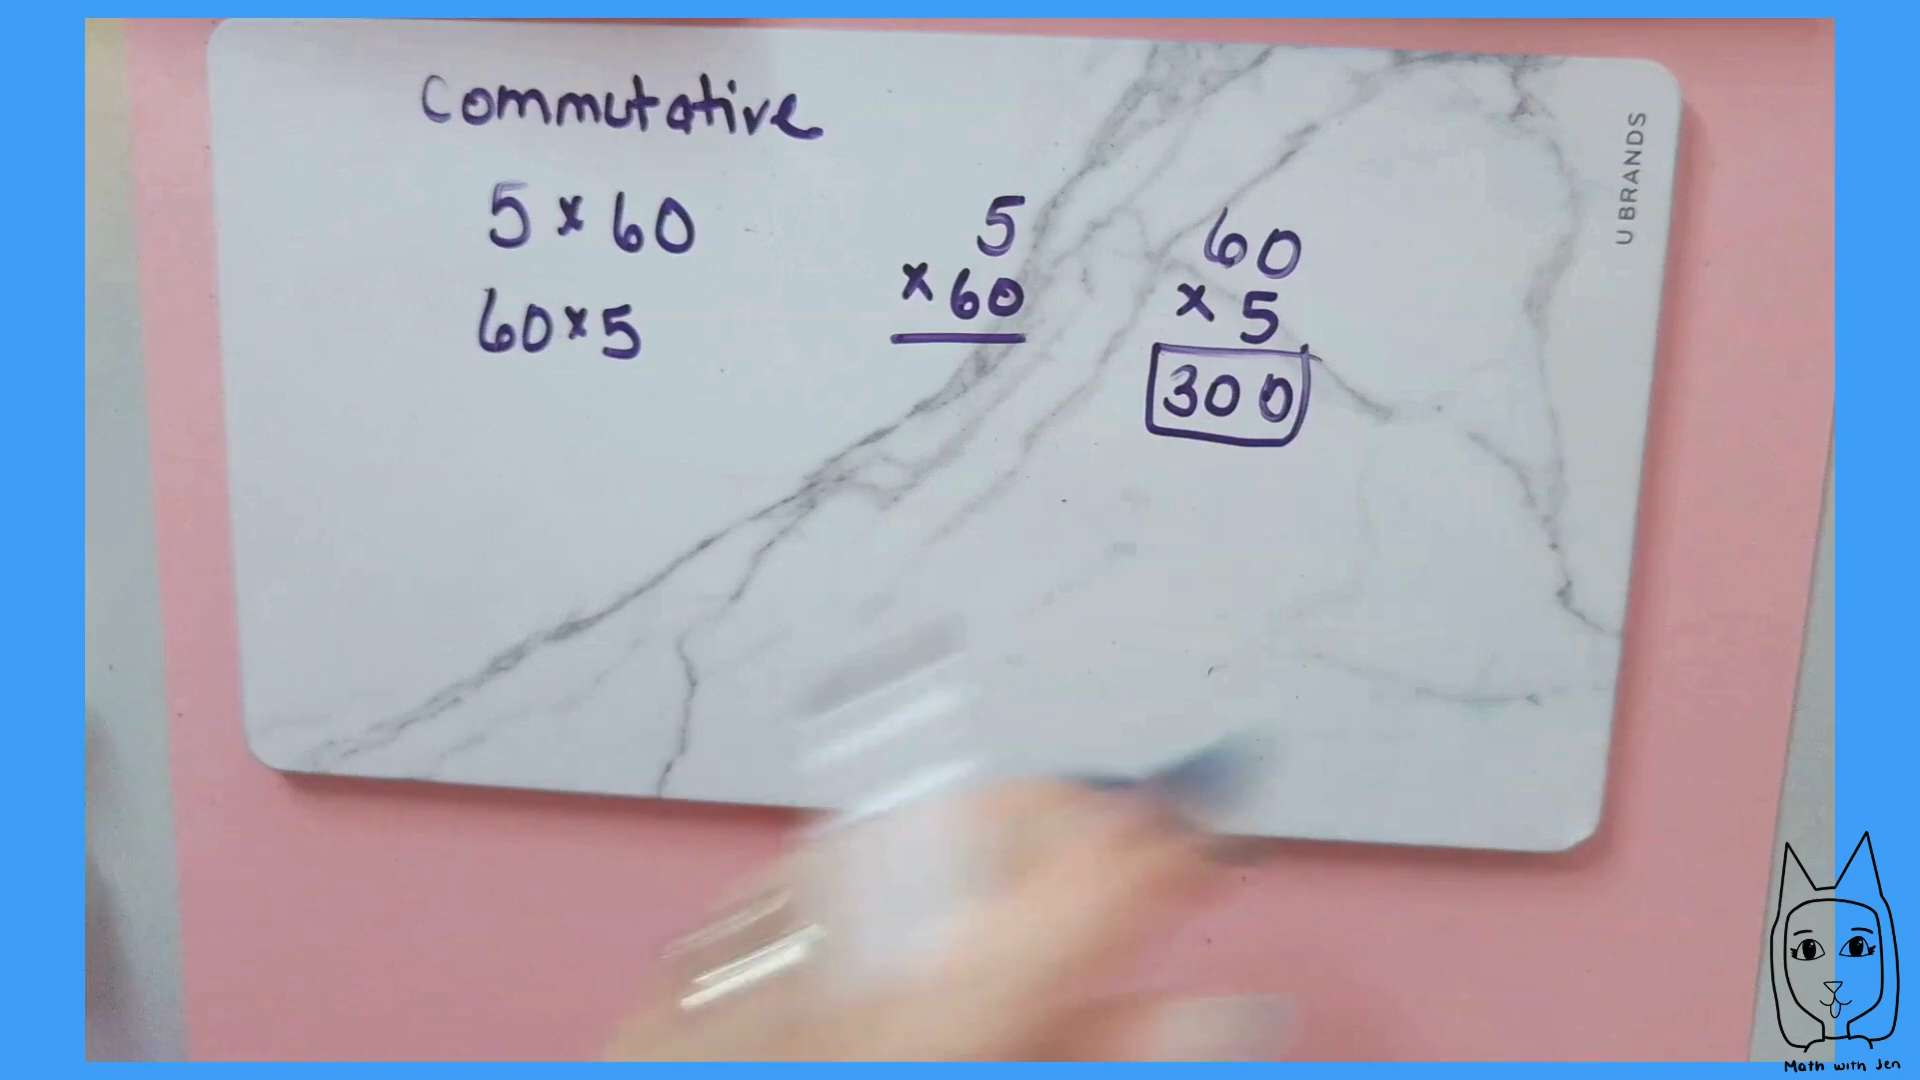 Commutative
5 × 60
60 × 5
5
× 60
60
× 5
300
U BRANDS
Math with Jen